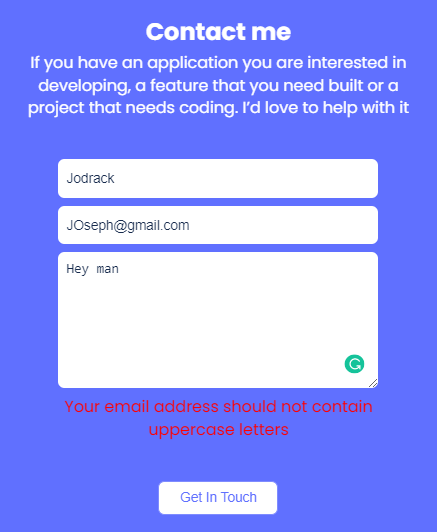 Contact me
If you have an application you are interested in
developing, a feature that you need built or a
project that needs coding. I’d love to help with it
Jodrack
JOseph@gmail.com
Hey man
Your email address should not contain
uppercase letters
Get In Touch